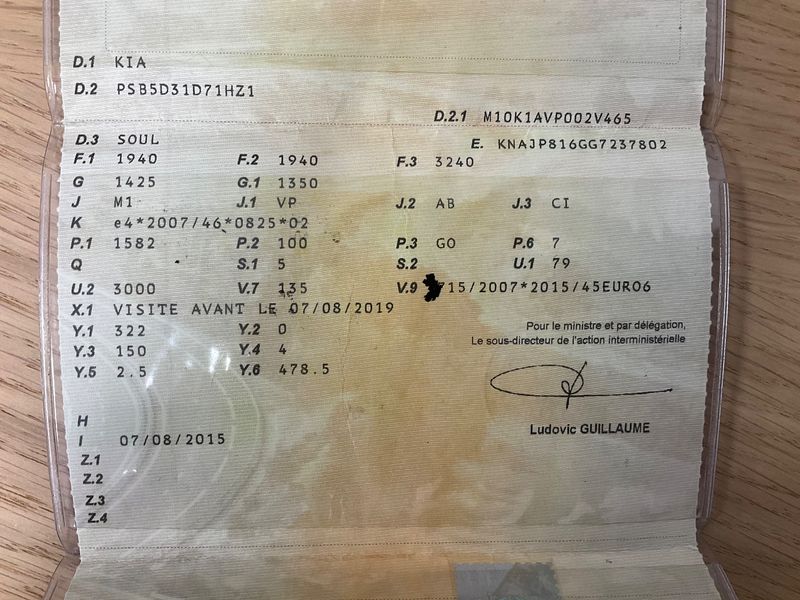 D.1 KIA
D.2 PSB5D31D71HZ1
D.2.1 M10K1AVP002V465
D.3 SOUL E. KNAJP816GG7237802
F.1 1940 F.2 1940 F.3 3240
G 1425 G.1 1350
J M1 J.1 VP J.2 AB J.3 CI
K e4*2007/46*0825*02
P.1 1582 P.2 100 P.3 GO P.6 7
Q S.1 5 S.2 U.1 79
U.2 3000 V.7 135 V.9 715/2007*2015/45EURO6
X.1 VISITE AVANT LE 07/08/2019
Y.1 322 Y.2 0
Y.3 150 Y.4 4
Y.5 2.5 Y.6 478.5
Pour le ministre et par délégation,
Le sous-directeur de l'action interministérielle
Ludovic GUILLAUME
H
I 07/08/2015
Z.1
Z.2
Z.3
Z.4